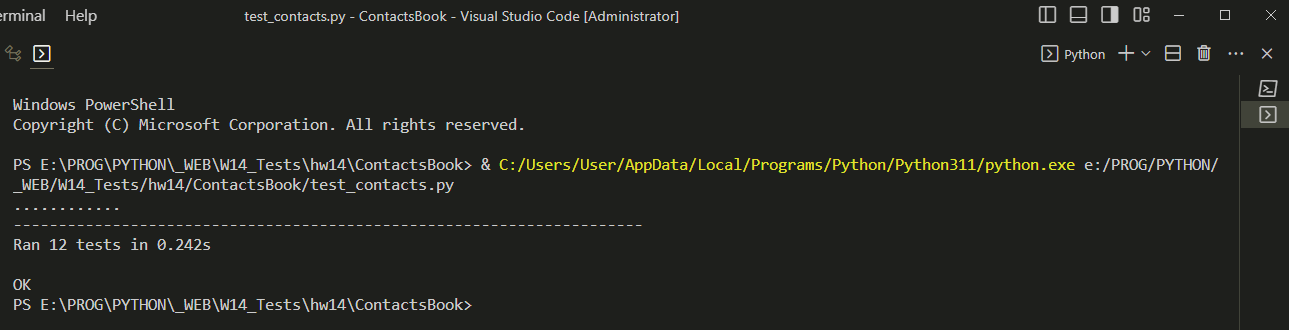 erminal Help test_contacts.py - ContactsBook - Visual Studio Code [Administrator]
Python
Windows PowerShell
Copyright (C) Microsoft Corporation. All rights reserved.
PS E:\PROG\PYTHON\_WEB\W14_Tests\hw14\ContactsBook> & C:/Users/User/AppData/Local/Programs/Python/Python311/python.exe e:/PROG/PYTHON/
_WEB/W14_Tests/hw14/ContactsBook/test_contacts.py
............
----------------------------------------------------------------------
Ran 12 tests in 0.242s
OK
PS E:\PROG\PYTHON\_WEB\W14_Tests\hw14\ContactsBook>